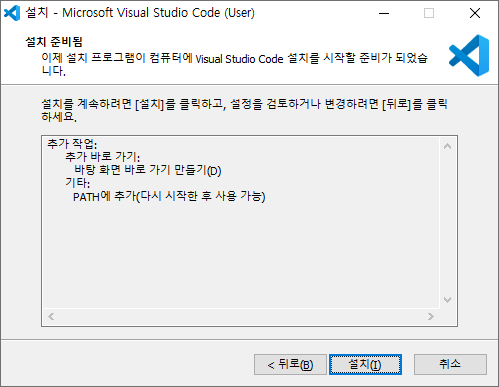 설치 - Microsoft Visual Studio Code (User)
설치 준비됨
이제 설치 프로그램이 컴퓨터에 Visual Studio Code 설치를 시작할 준비가 되었습
니다.
설치를 계속하려면 [설치]를 클릭하고, 설정을 검토하거나 변경하려면 [뒤로]를 클릭
하세요.
추가 작업:
추가 바로 가기:
바탕 화면 바로 가기 만들기(D)
기타:
PATH에 추가(다시 시작한 후 사용 가능)
< 뒤로(B)
설치(I)
취소